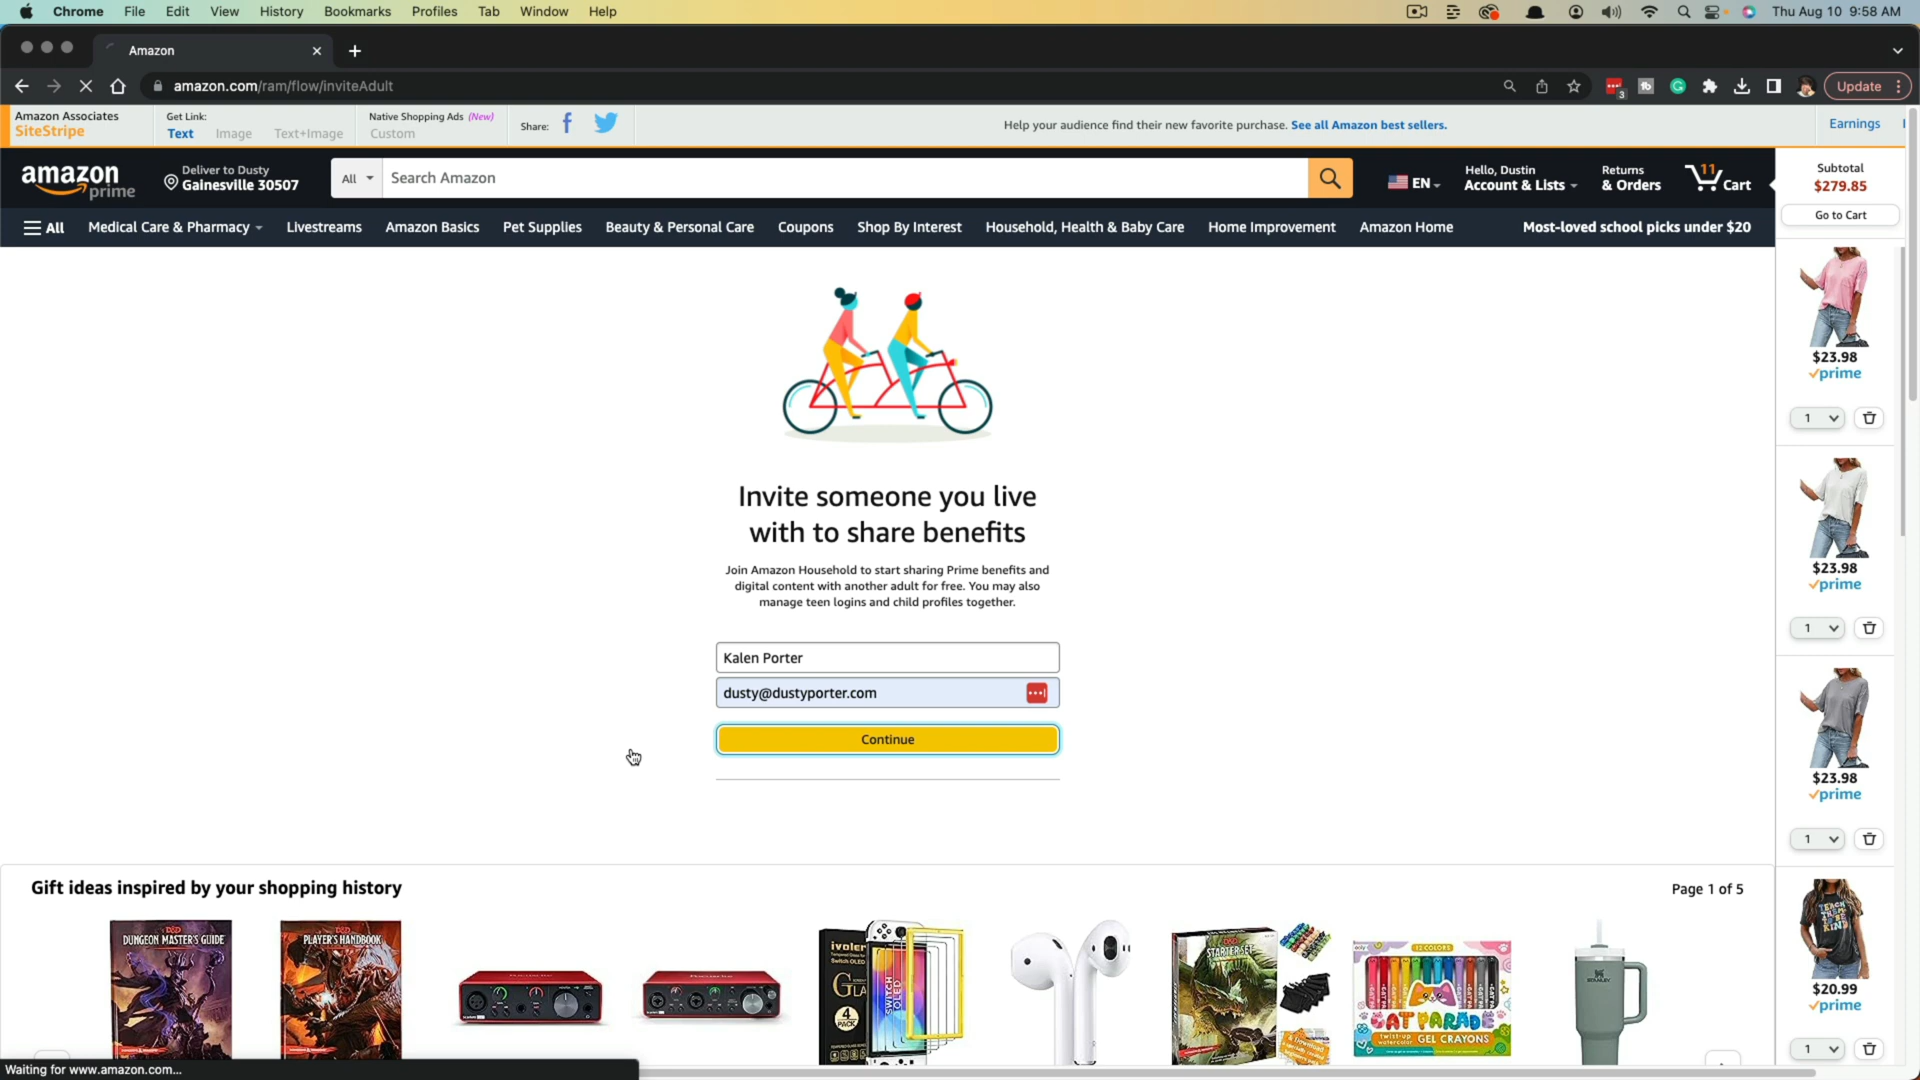 Chrome File Edit View History Bookmarks Profiles Tab Window Help Thu Aug 10 9:58 AM
Amazon
amazon.com/ram/flow/inviteAdult
3
Update
Amazon Associates
SiteStripe
Get Link:
Text Image Text+Image
Native Shopping Ads (New)
Custom
Share:
Help your audience find their new favorite purchase. See all Amazon best sellers.
Earnings
amazon
prime
Deliver to Dusty
Gainesville 30507
All
Search Amazon
EN
Hello, Dustin
Account & Lists
Returns
& Orders
11
Cart
Subtotal
$279.85
Go to Cart
All Medical Care & Pharmacy Livestreams Amazon Basics Pet Supplies Beauty & Personal Care Coupons Shop By Interest Household, Health & Baby Care Home Improvement Amazon Home Most-loved school picks under $20
Invite someone you live
with to share benefits
Join Amazon Household to start sharing Prime benefits and
digital content with another adult for free. You may also
manage teen logins and child profiles together.
Kalen Porter
dusty@dustyporter.com
Continue
$23.98
prime
1
$23.98
prime
1
$23.98
prime
1
TEACH
THEM
TO BE
KIND
$20.99
prime
1
Gift ideas inspired by your shopping history
Page 1 of 5
D&D
DUNGEON MASTER'S GUIDE
D&D
PLAYER'S HANDBOOK
ivoler
Switch OLED
GLA
4
PACK
SWITCH
OLED
D&D
STARTER SET
12 COLORS
CAT PARADE
GEL CRAYONS
STANLEY
Waiting for www.amazon.com...